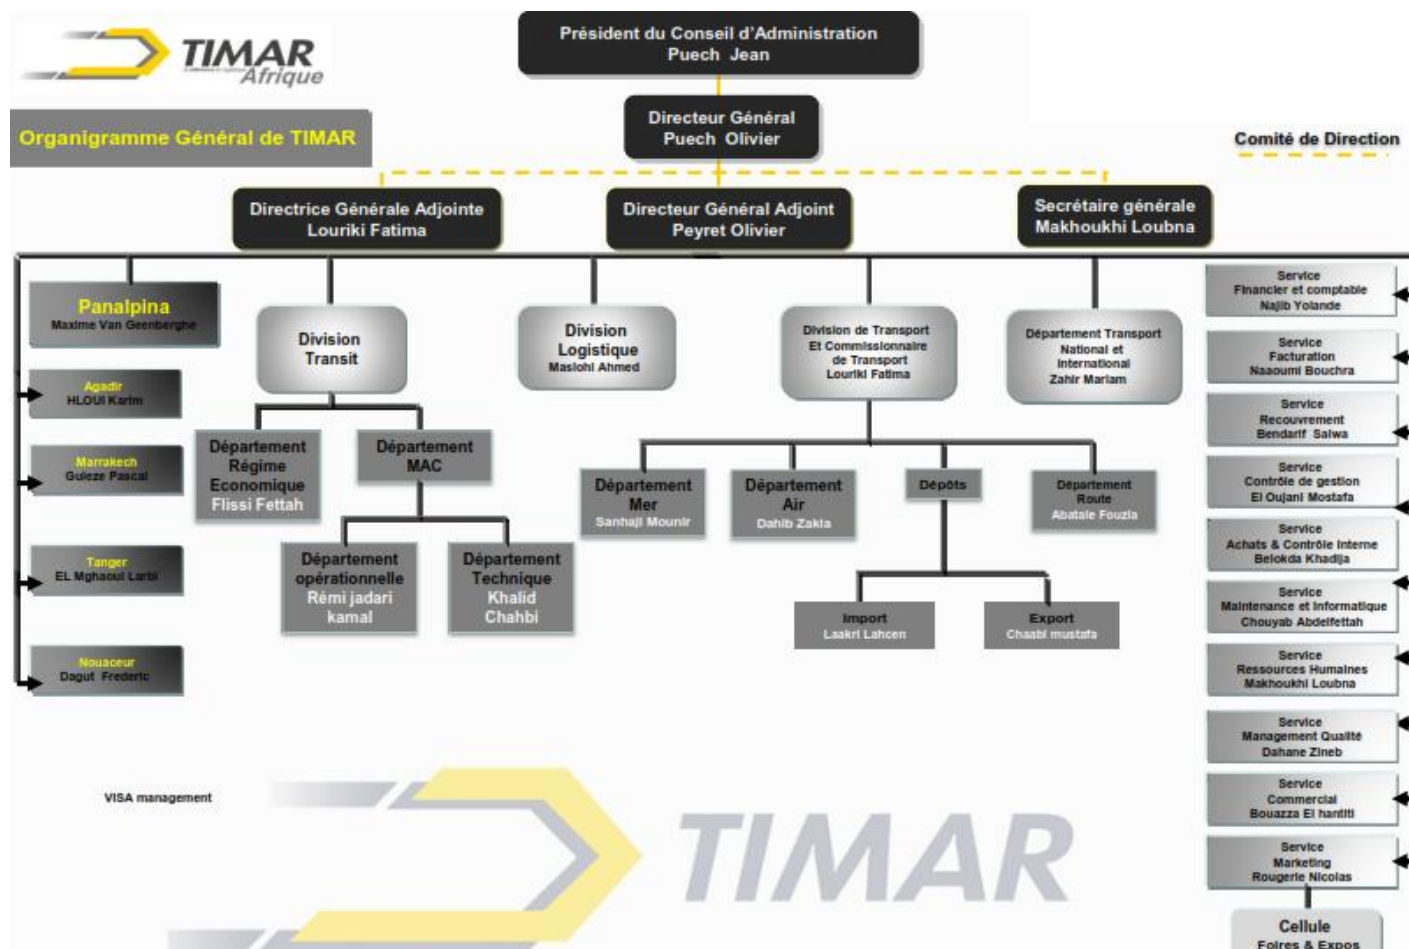 TIMAR
Afrique
Président du Conseil d'Administration
Puech Jean
Directeur Général
Puech Olivier
Organigramme Général de TIMAR
Comité de Direction
Directrice Générale Adjointe
Louriki Fatima
Directeur Général Adjoint
Peyret Olivier
Secrétaire générale
Makhoukhi Loubna
Panalpina
Maxime Van Geenberghe
Agadir
HLOUI Karim
Marrakech
Guieze Pascal
Tanger
EL Mghaoui Larbi
Nouaceur
Dagut Frederic
Division
Transit
Division
Logistique
Maslohi Ahmed
Division de Transport
Et Commissionnaire
de Transport
Louriki Fatima
Département Transport
National et
International
Zahir Mariam
Département
Régime
Economique
Flissi Fettah
Département
MAC
Département
opérationnelle
Rémi jadari
kamal
Département
Technique
Khalid
Chahbi
Département
Mer
Sanhaji Mounir
Département
Air
Dahib Zakia
Dépôts
Département
Route
Abataie Fouzia
Import
Laakri Lahcen
Export
Chaabi mustafa
Service
Financier et comptable
Najib Yolande
Service
Facturation
Naaoumi Bouchra
Service
Recouvrement
Bendarif Salwa
Service
Contrôle de gestion
El Oujani Mostafa
Service
Achats & Contrôle Interne
Belokda Khadija
Service
Maintenance et Informatique
Chouyab Abdelfettah
Service
Ressources Humaines
Makhoukhi Loubna
Service
Management Qualité
Dahane Zineb
Service
Commercial
Bouazza El hantiti
Service
Marketing
Rougerie Nicolas
Cellule
Foires & Expos
VISA management
TIMAR